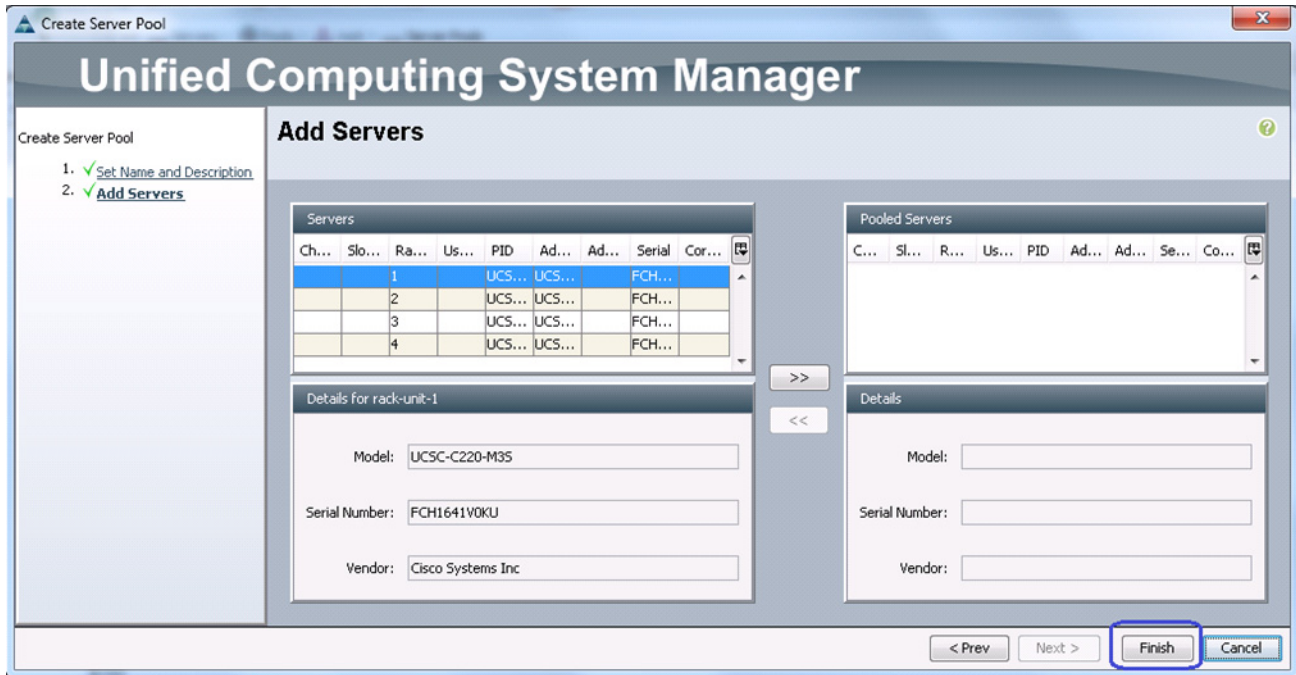 Create Server Pool
Unified Computing System Manager
Create Server Pool
1. Set Name and Description
2. Add Servers
Add Servers
Servers
Ch... Slo... Ra... Us... PID Ad... Ad... Serial Cor...
1 UCS... UCS... FCH...
2 UCS... UCS... FCH...
3 UCS... UCS... FCH...
4 UCS... UCS... FCH...
Details for rack-unit-1
Model: UCSC-C220-M3S
Serial Number: FCH1641V0KU
Vendor: Cisco Systems Inc
>>
<<
Pooled Servers
C... Sl... R... Us... PID Ad... Ad... Se... Co...
Details
Model:
Serial Number:
Vendor:
< Prev Next > Finish Cancel